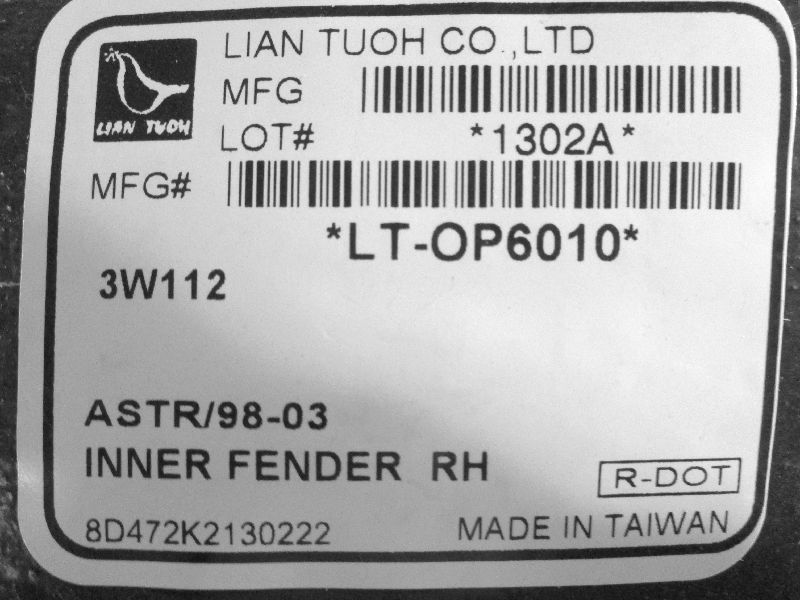 LIAN TUOH CO.,LTD
LIAN TUOH
MFG
LOT# *1302A*
MFG#
*LT-OP6010*
3W112
ASTR/98-03
INNER FENDER RH
R-DOT
8D472K2130222 MADE IN TAIWAN